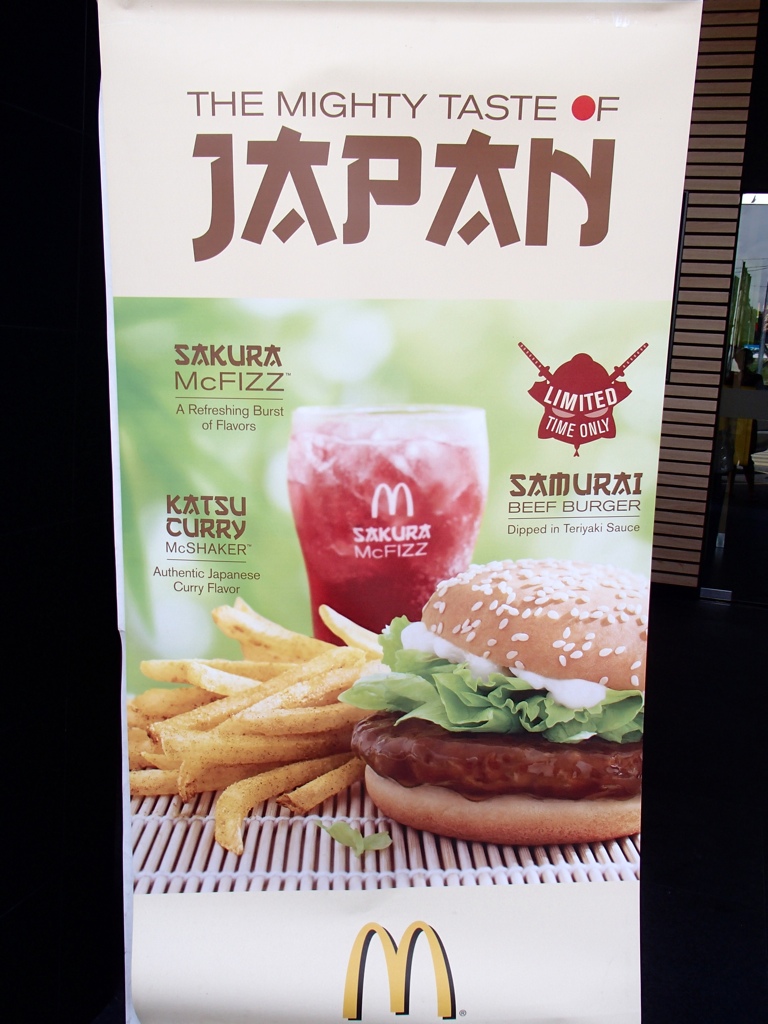 THE MIGHTY TASTE OF
JAPAN
SAKURA
McFIZZ™
A Refreshing Burst
of Flavors
LIMITED
TIME ONLY
KATSU
CURRY
McSHAKER™
Authentic Japanese
Curry Flavor
SAMURAI
BEEF BURGER
Dipped in Teriyaki Sauce
M
SAKURA
McFIZZ
M®